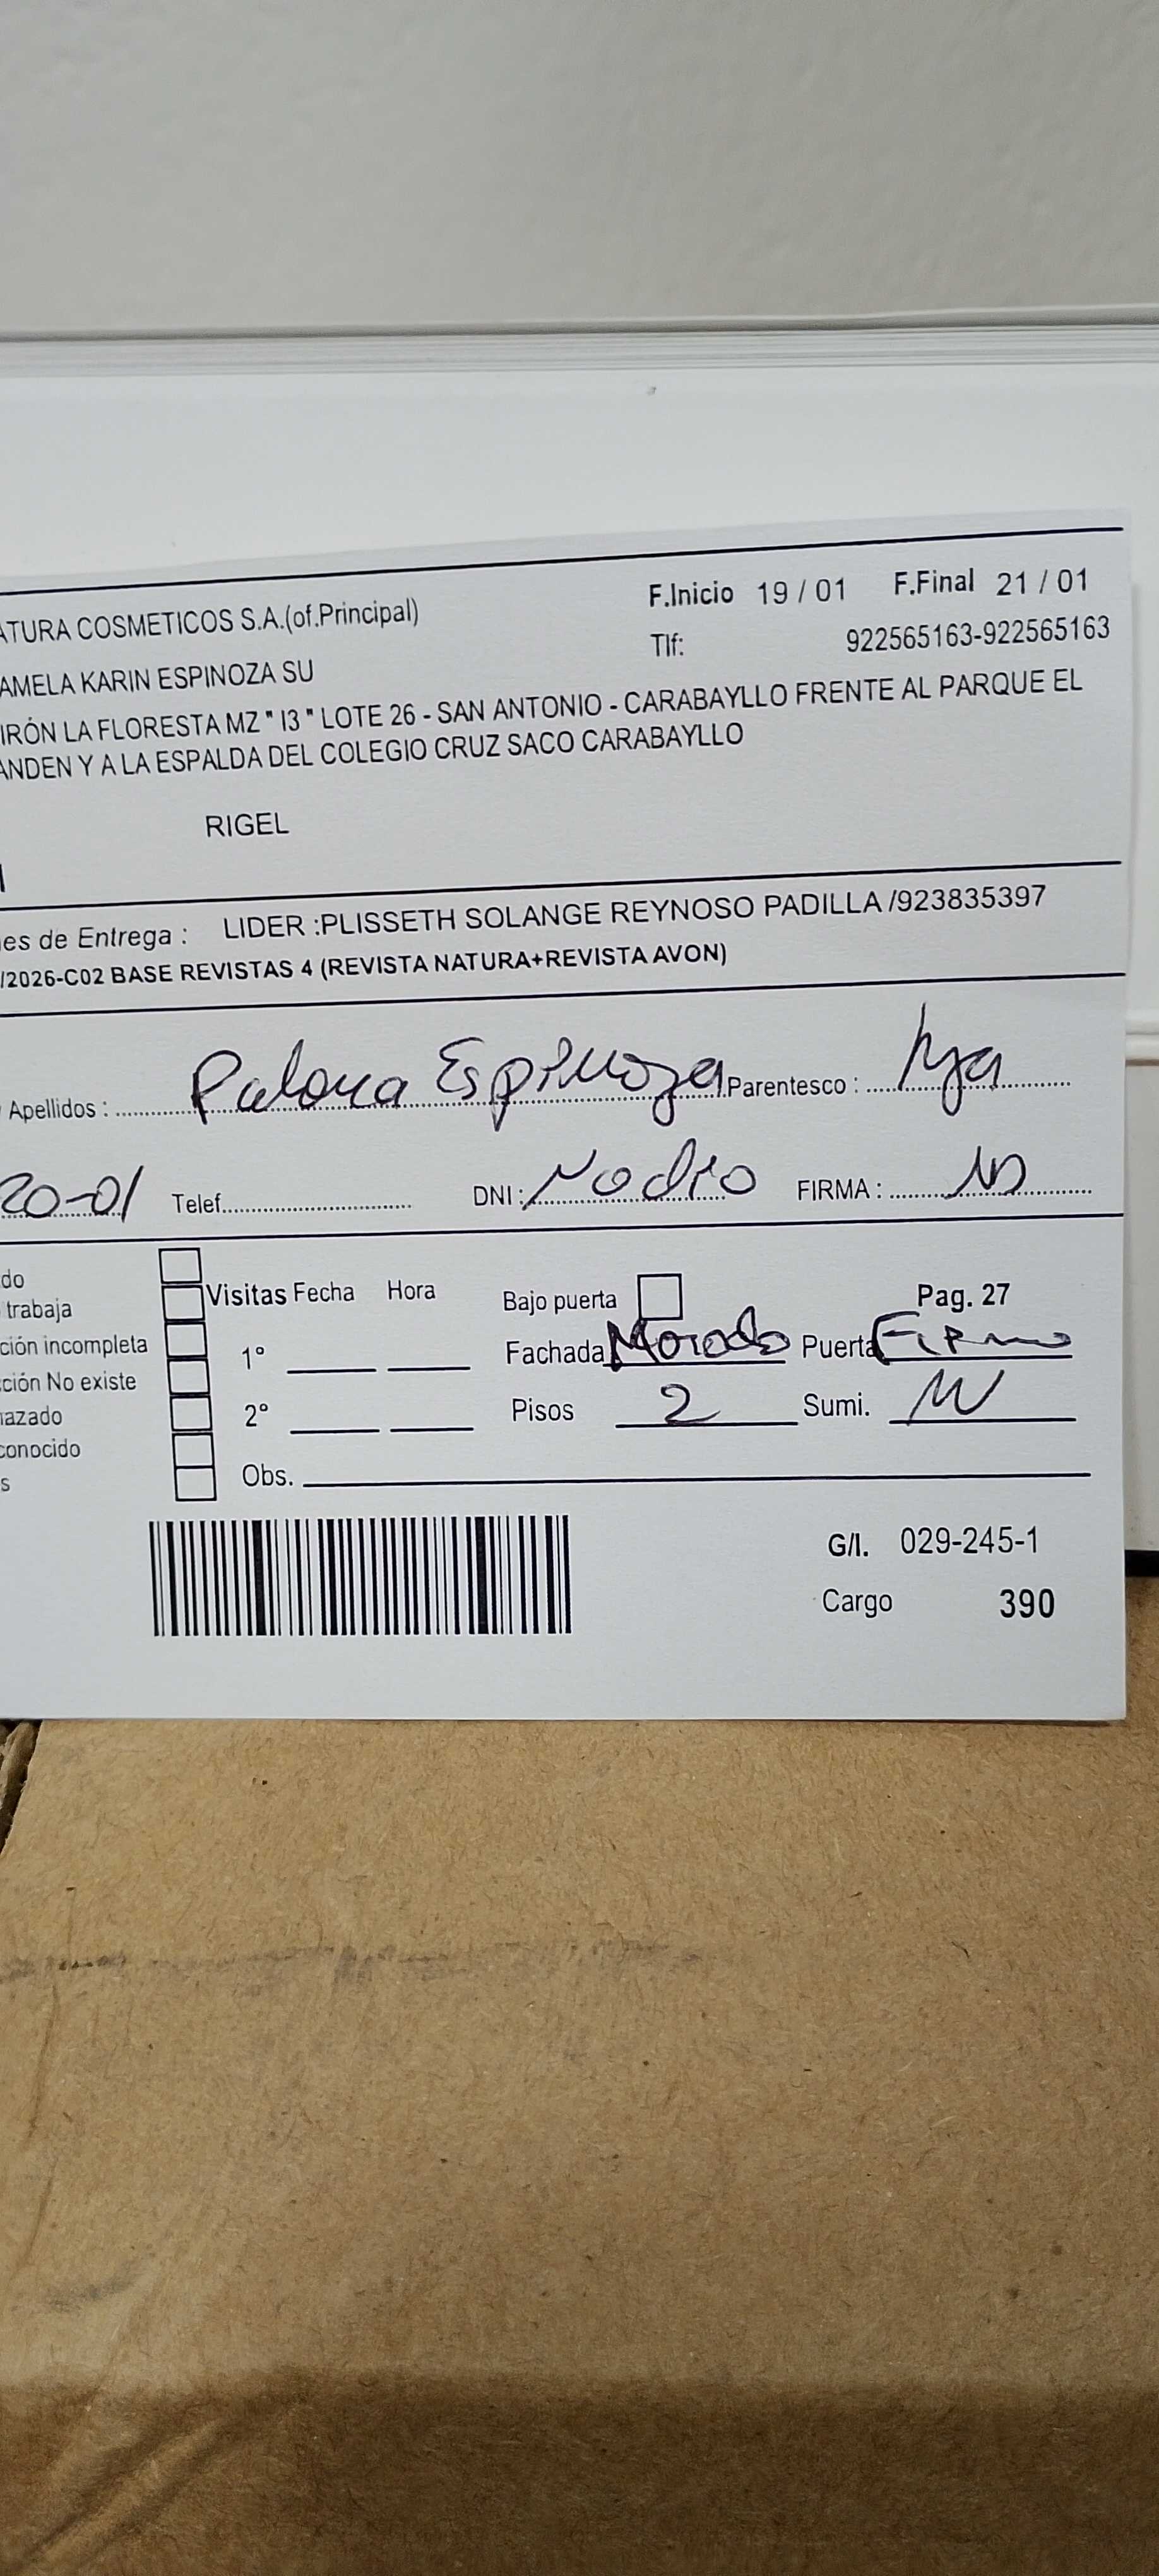 ATURA COSMETICOS S.A.(of.Principal) F.Inicio 19 / 01 F.Final 21 / 01
Tlf: 922565163-922565163
AMELA KARIN ESPINOZA SU
IRÓN LA FLORESTA MZ " I3 " LOTE 26 - SAN ANTONIO - CARABAYLLO FRENTE AL PARQUE EL
ANDEN Y A LA ESPALDA DEL COLEGIO CRUZ SACO CARABAYLLO
RIGEL
es de Entrega : LIDER :PLISSETH SOLANGE REYNOSO PADILLA /923835397
/2026-C02 BASE REVISTAS 4 (REVISTA NATURA+REVISTA AVON)
Apellidos : Paloma Espinoza Parentesco :
20-01 Telef. DNI : No dio FIRMA :
do
trabaja Visitas Fecha Hora Bajo puerta Pag. 27
ción incompleta 1° Fachada Morado Puerta
ción No existe
azado 2° Pisos 2 Sumi.
conocido
s Obs.
G/I. 029-245-1
Cargo 390